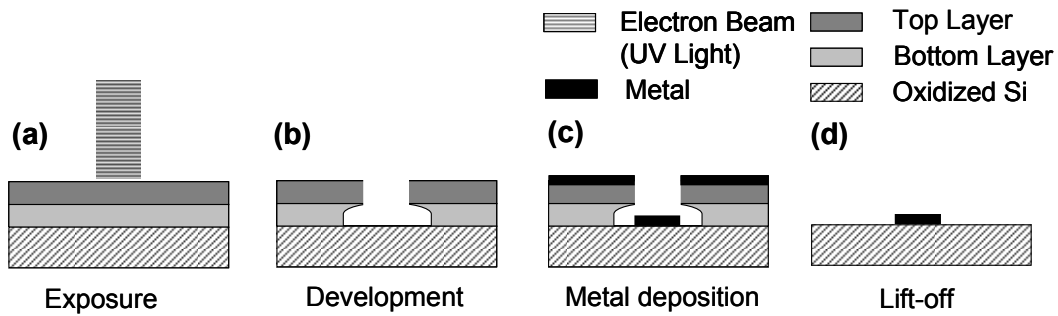 Electron Beam
(UV Light)
Metal
Top Layer
Bottom Layer
Oxidized Si
(a)
(b)
(c)
(d)
Exposure
Development
Metal deposition
Lift-off